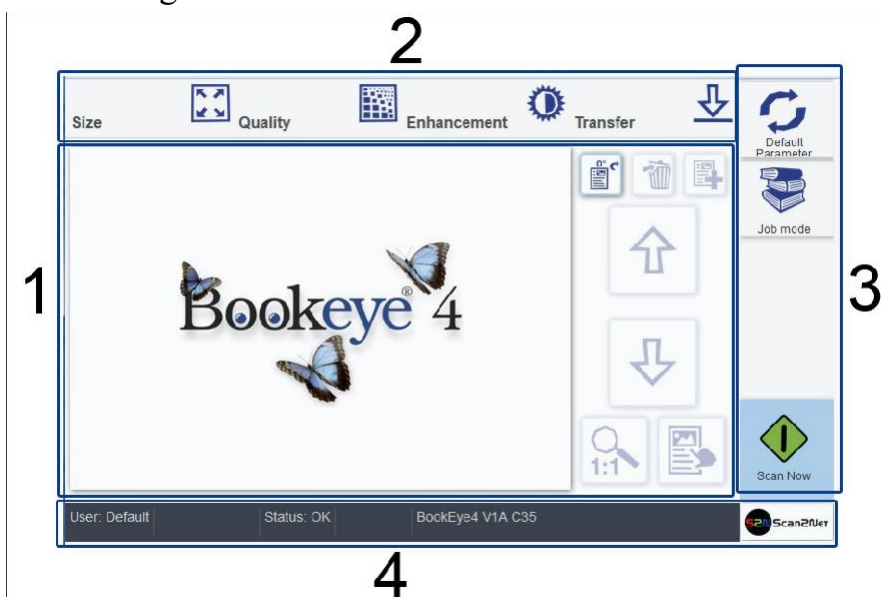 2
Size Quality Enhancement Transfer
Default
Parameter
Job mode
1
Bookeye® 4
3
1:1
Scan Now
User: Default Status: OK BookEye4 V1A C35
S2N Scan2Net
4